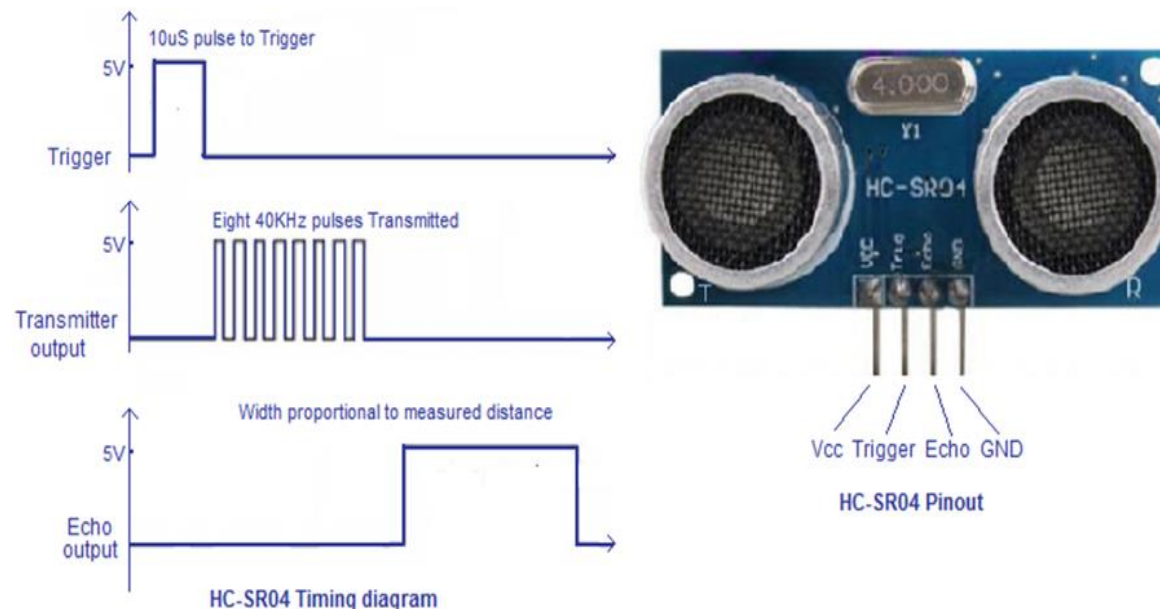 10uS pulse to Trigger
5V
Trigger
Eight 40KHz pulses Transmitted
5V
Transmitter
output
Width proportional to measured distance
5V
Echo
output
HC-SR04 Timing diagram
4.000
Y1
HC-SR04
VCC
Trig
Echo
GND
T
R
Vcc Trigger Echo GND
HC-SR04 Pinout